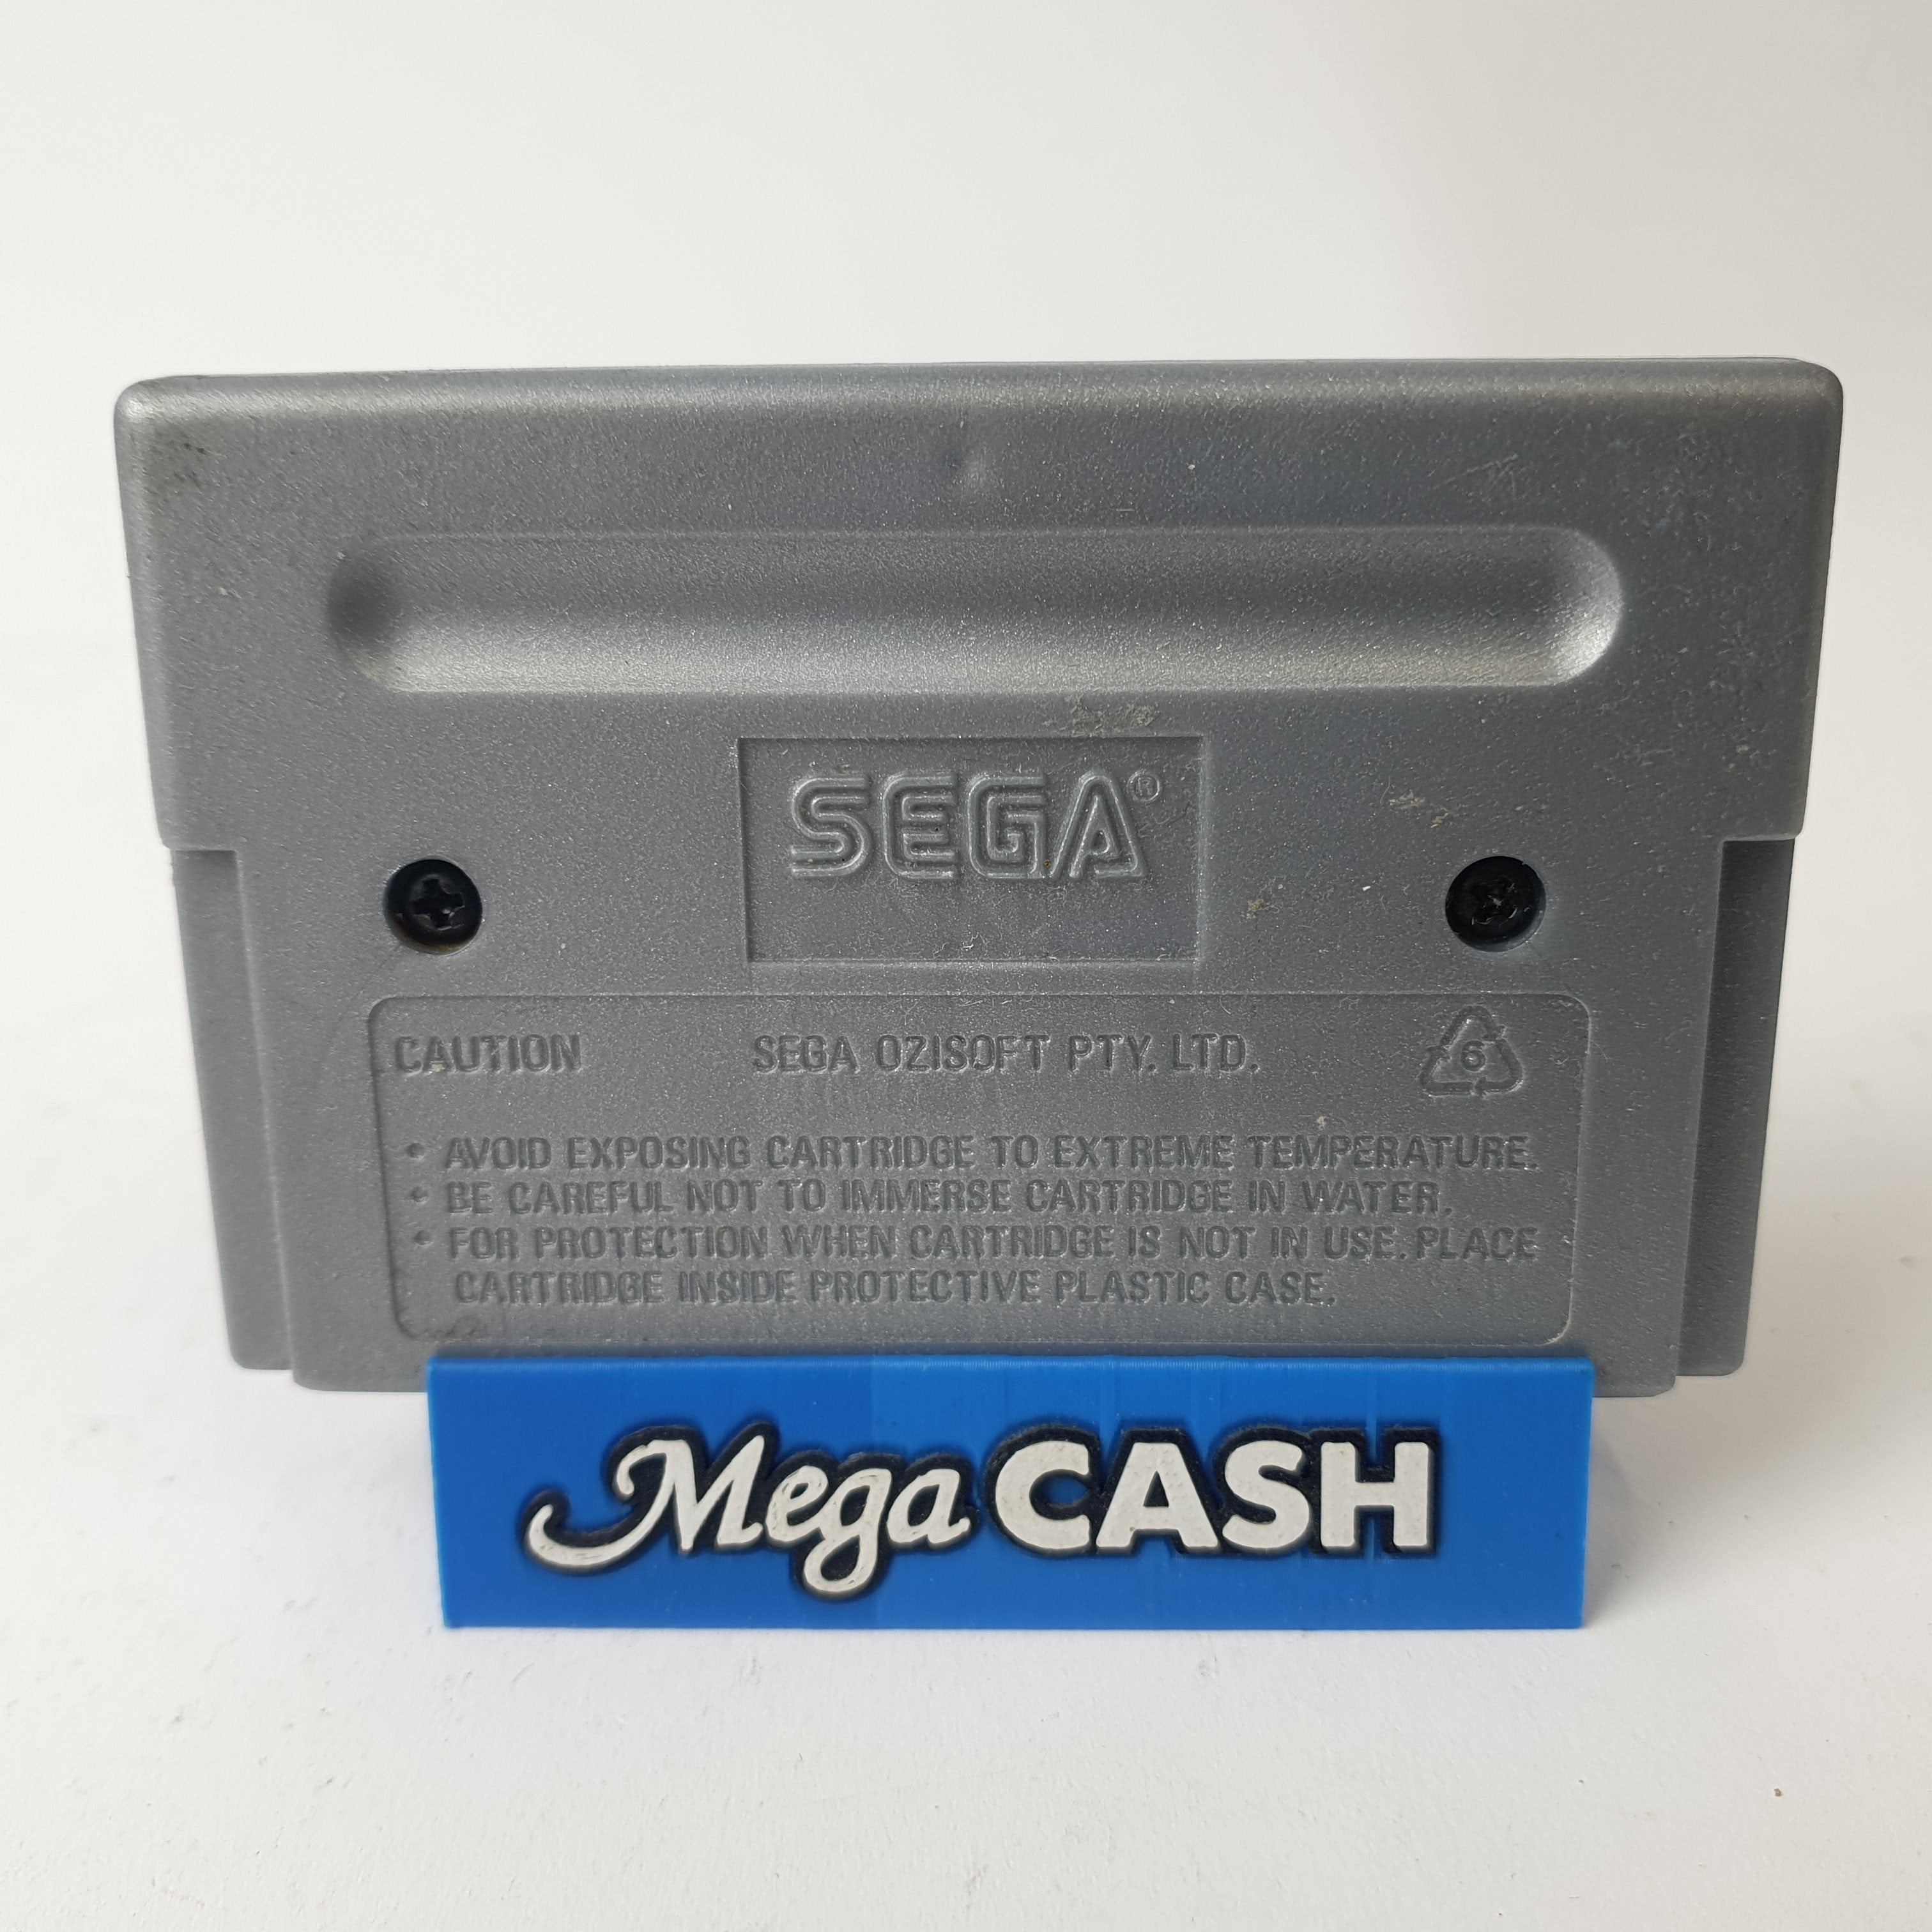 SEGA®
CAUTION SEGA OZISOFT PTY. LTD. 6
• AVOID EXPOSING CARTRIDGE TO EXTREME TEMPERATURE.
• BE CAREFUL NOT TO IMMERSE CARTRIDGE IN WATER.
• FOR PROTECTION WHEN CARTRIDGE IS NOT IN USE. PLACE
CARTRIDGE INSIDE PROTECTIVE PLASTIC CASE.
Mega CASH